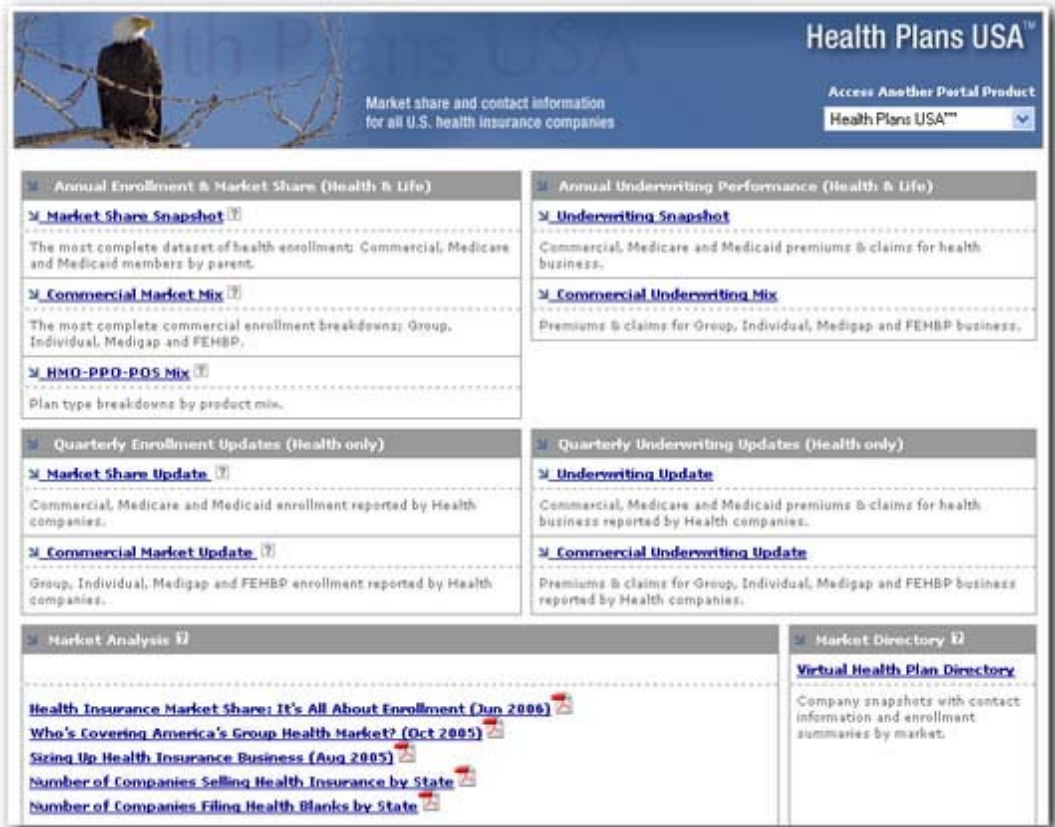 Health Plans USA
Health Plans USA™
Market share and contact information
for all U.S. health insurance companies
Access Another Portal Product
Health Plans USA™
Annual Enrollment & Market Share (Health & Life)
Market Share Snapshot ?
The most complete dataset of health enrollment; Commercial, Medicare
and Medicaid members by parent.
Commercial Market Mix ?
The most complete commercial enrollment breakdowns; Group,
Individual, Medigap and FEHBP.
HMO-PPO-POS Mix ?
Plan type breakdowns by product mix.
Annual Underwriting Performance (Health & Life)
Underwriting Snapshot
Commercial, Medicare and Medicaid premiums & claims for health
business.
Commercial Underwriting Mix
Premiums & claims for Group, Individual, Medigap and FEHBP business.
Quarterly Enrollment Updates (Health only)
Market Share Update ?
Commercial, Medicare and Medicaid enrollment reported by Health
companies.
Commercial Market Update ?
Group, Individual, Medigap and FEHBP enrollment reported by Health
companies.
Quarterly Underwriting Updates (Health only)
Underwriting Update
Commercial, Medicare and Medicaid premiums & claims for health
business reported by Health companies.
Commercial Underwriting Update
Premiums & claims for Group, Individual, Medigap and FEHBP business
reported by Health companies.
Market Analysis ?
Health Insurance Market Share: It's All About Enrollment (Jun 2006)
Who's Covering America's Group Health Market? (Oct 2005)
Sizing Up Health Insurance Business (Aug 2005)
Number of Companies Selling Health Insurance by State
Number of Companies Filing Health Blanks by State
Market Directory ?
Virtual Health Plan Directory
Company snapshots with contact
information and enrollment
summaries by market.